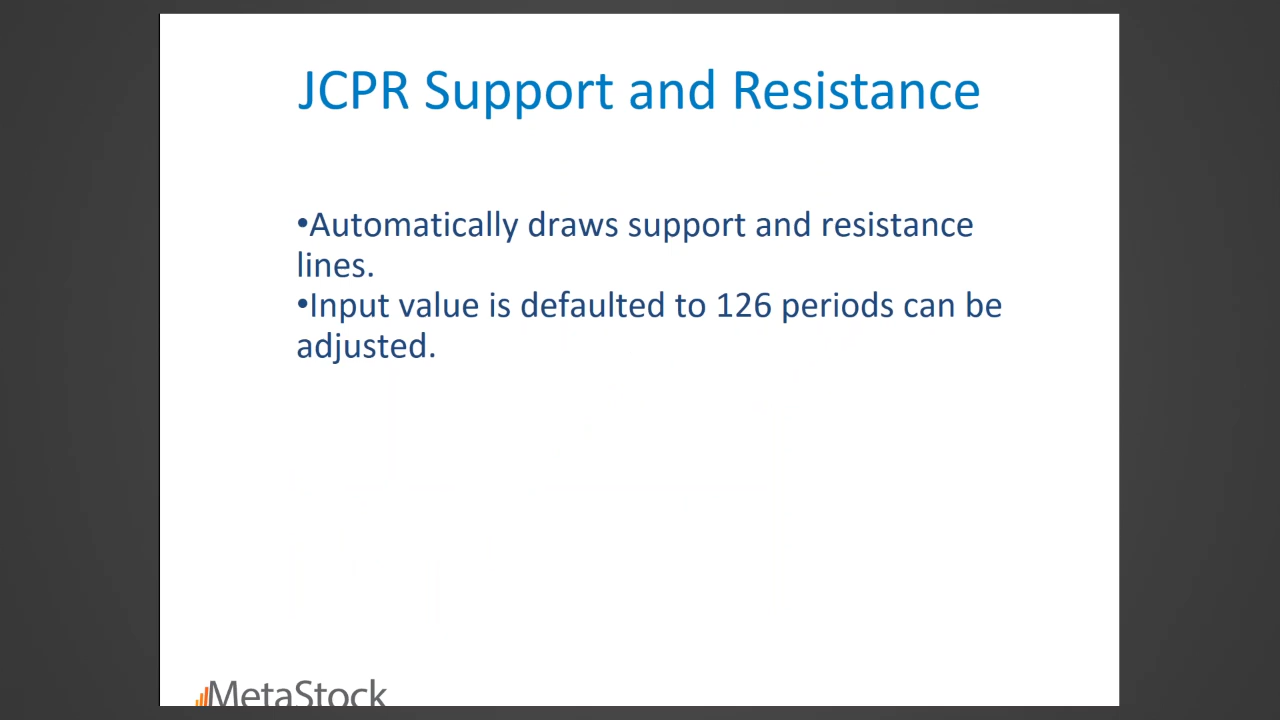 JCPR Support and Resistance
•Automatically draws support and resistance
lines.
•Input value is defaulted to 126 periods can be
adjusted.
MetaStock